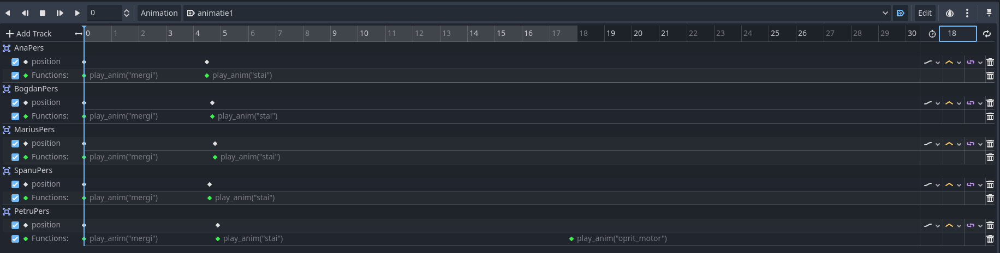 0 Animation animatie1 Edit
Add Track 0 1 2 3 4 5 6 7 8 9 10 11 12 13 14 15 16 17 18 19 20 21 22 23 24 25 26 27 28 29 30 18
AnaPers
position
Functions: play_anim("mergi") play_anim("stai")
BogdanPers
position
Functions: play_anim("mergi") play_anim("stai")
MariusPers
position
Functions: play_anim("mergi") play_anim("stai")
SpanuPers
position
Functions: play_anim("mergi") play_anim("stai")
PetruPers
position
Functions: play_anim("mergi") play_anim("stai") play_anim("oprit_motor")